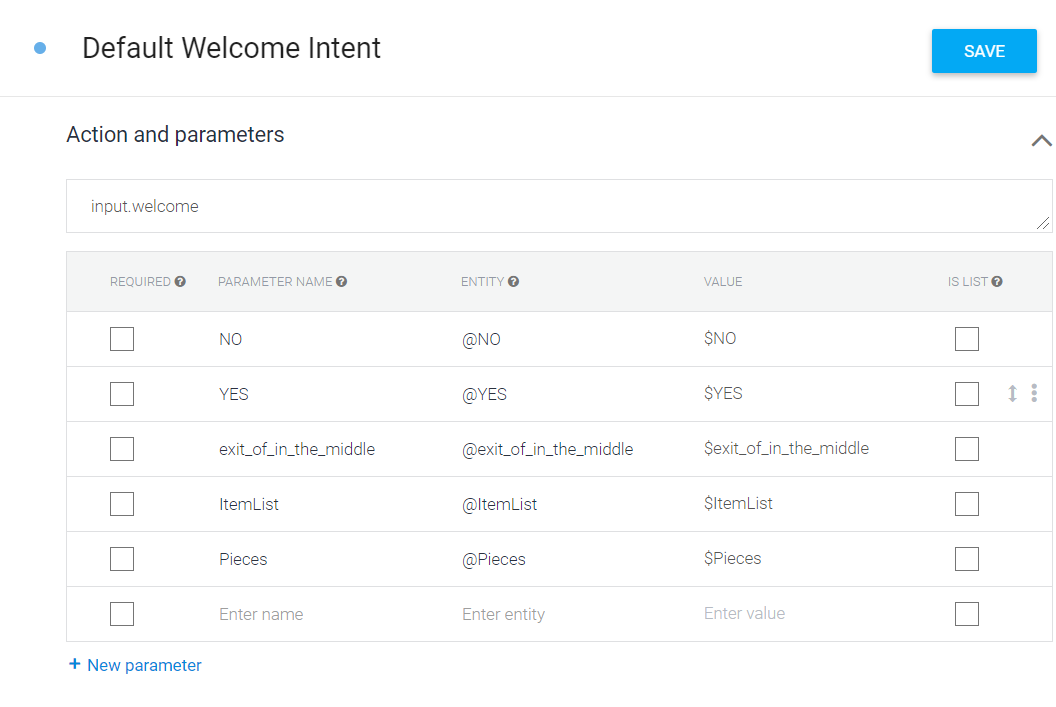 Default Welcome Intent
SAVE
Action and parameters
input.welcome
REQUIRED ? PARAMETER NAME ? ENTITY ? VALUE IS LIST ?
NO @NO $NO
YES @YES $YES
exit_of_in_the_middle @exit_of_in_the_middle $exit_of_in_the_middle
ItemList @ItemList $ItemList
Pieces @Pieces $Pieces
Enter name Enter entity Enter value
+ New parameter